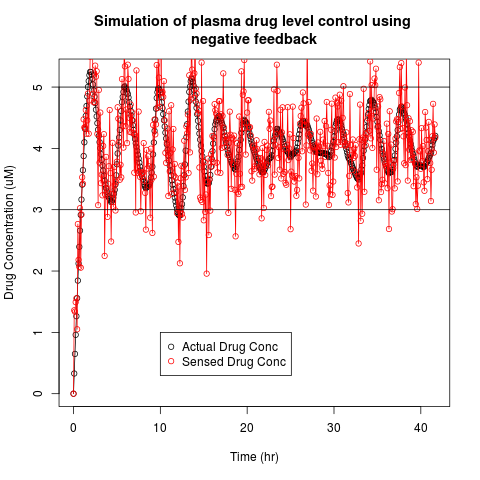 Simulation of plasma drug level control using
negative feedback
Drug Concentration (uM)
5
4
3
2
1
0
Actual Drug Conc
Sensed Drug Conc
0 10 20 30 40
Time (hr)